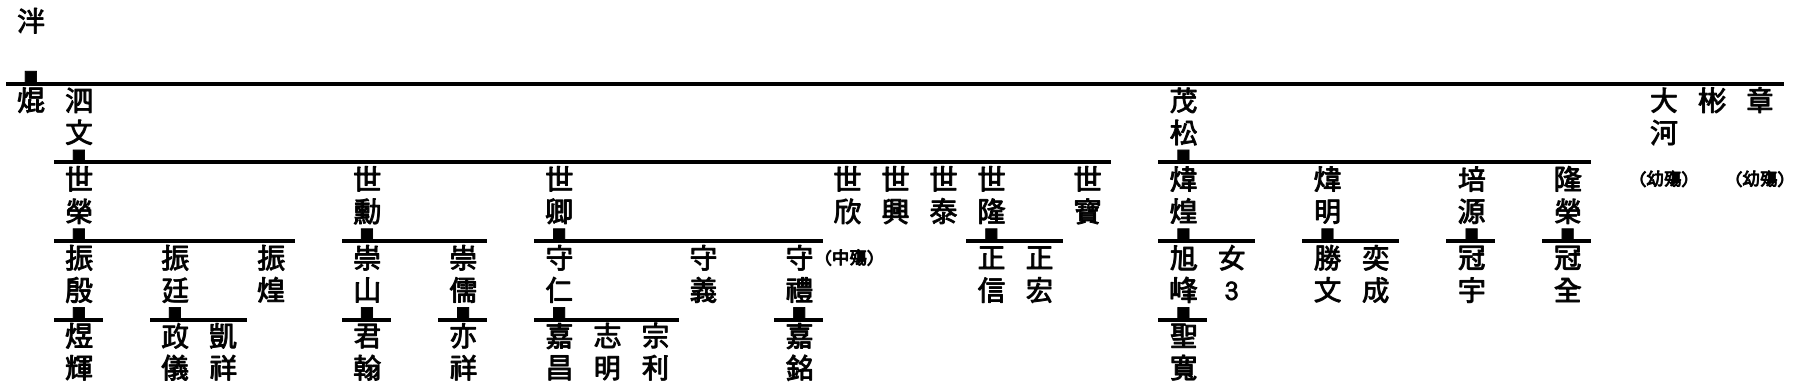 泮
焜 泗文 茂松 大河 彬 章
世榮 世勳 世卿 世欣 世興 世泰 世隆 世寶 煒煌 煒明 培源 隆榮 (幼殤) (幼殤)
振殷 振廷 振煌 崇山 崇儒 守仁 守義 守禮 (中殤) 正信 正宏 旭峰 女3 勝文 奕成 冠宇 冠全
煜輝 政儀 凱祥 君翰 亦祥 嘉昌 志明 宗利 嘉銘 聖寬